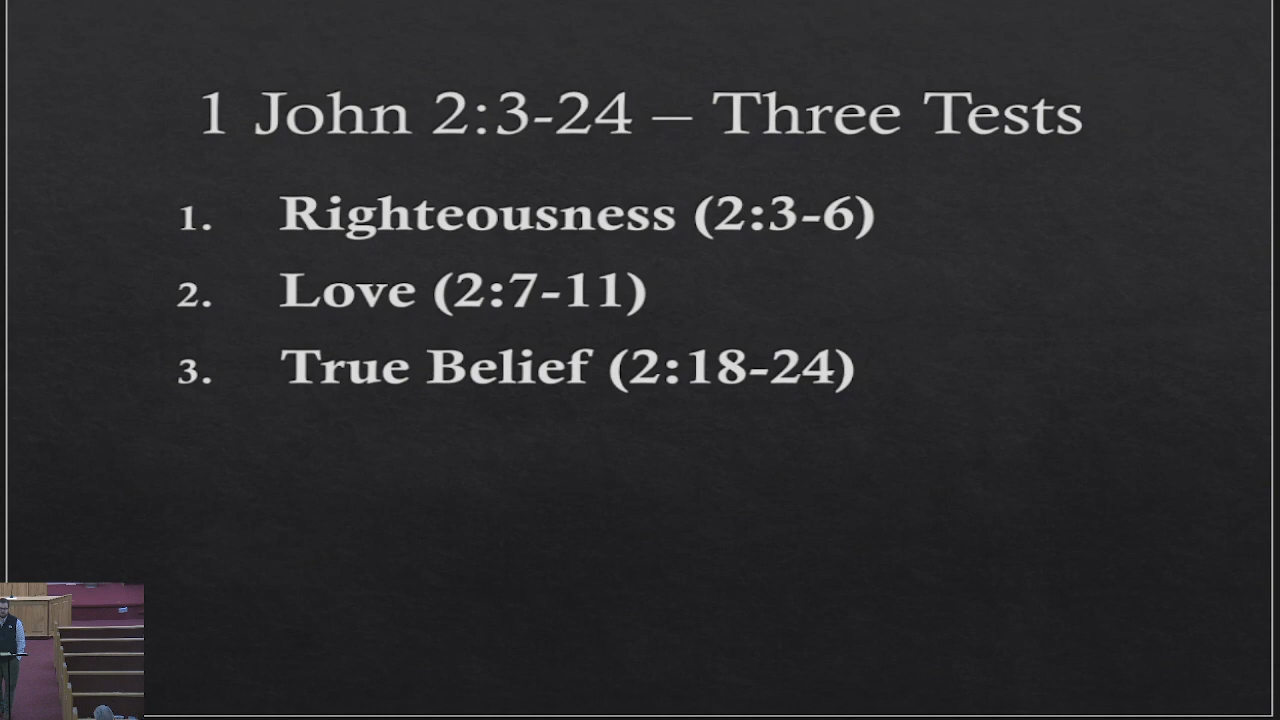 1 John 2:3-24 – Three Tests
1. Righteousness (2:3-6)
2. Love (2:7-11)
3. True Belief (2:18-24)